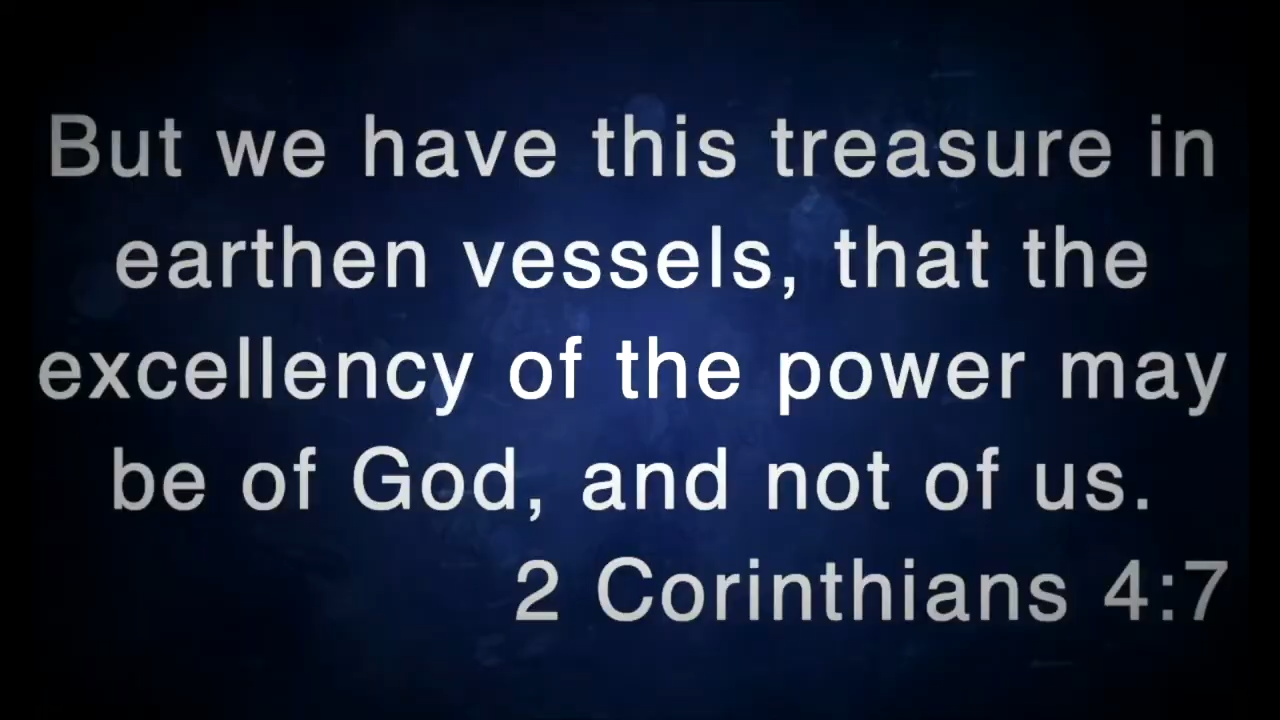 But we have this treasure in
earthen vessels, that the
excellency of the power may
be of God, and not of us.
2 Corinthians 4:7